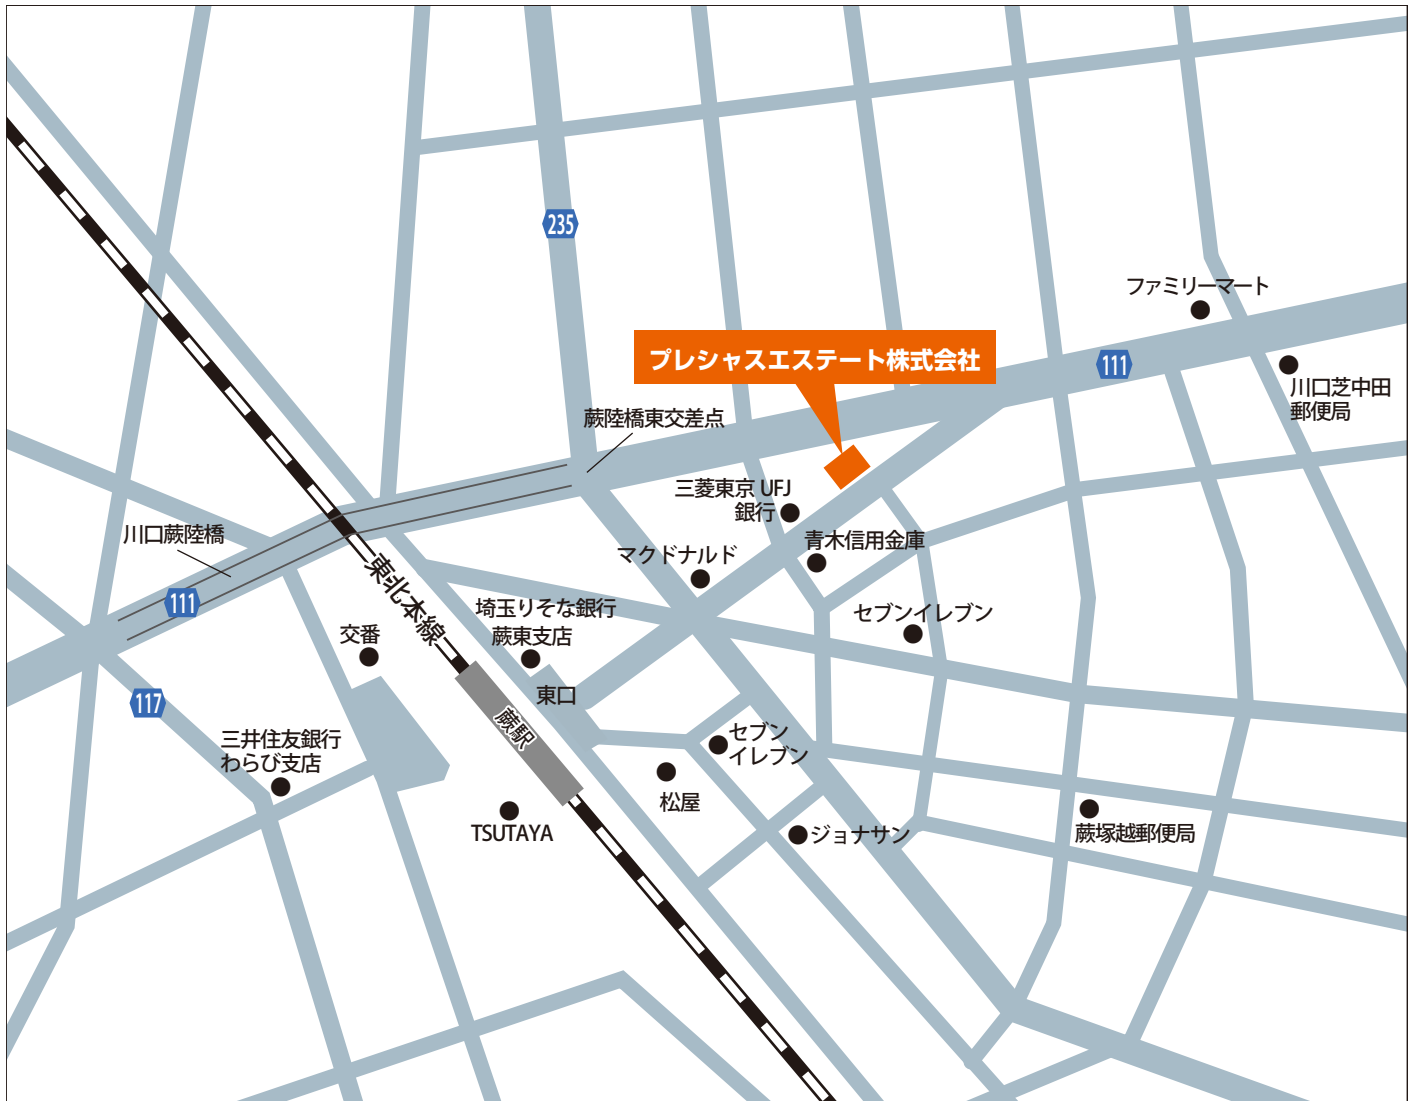 235
ファミリーマート
プレシャスエステート株式会社
111
川口芝中田
郵便局
蕨陸橋東交差点
三菱東京 UFJ
銀行
川口蕨陸橋
青木信用金庫
マクドナルド
東北本線
111
埼玉りそな銀行
蕨東支店
セブンイレブン
交番
東口
117
蕨駅
三井住友銀行
わらび支店
セブン
イレブン
松屋
TSUTAYA
ジョナサン
蕨塚越郵便局